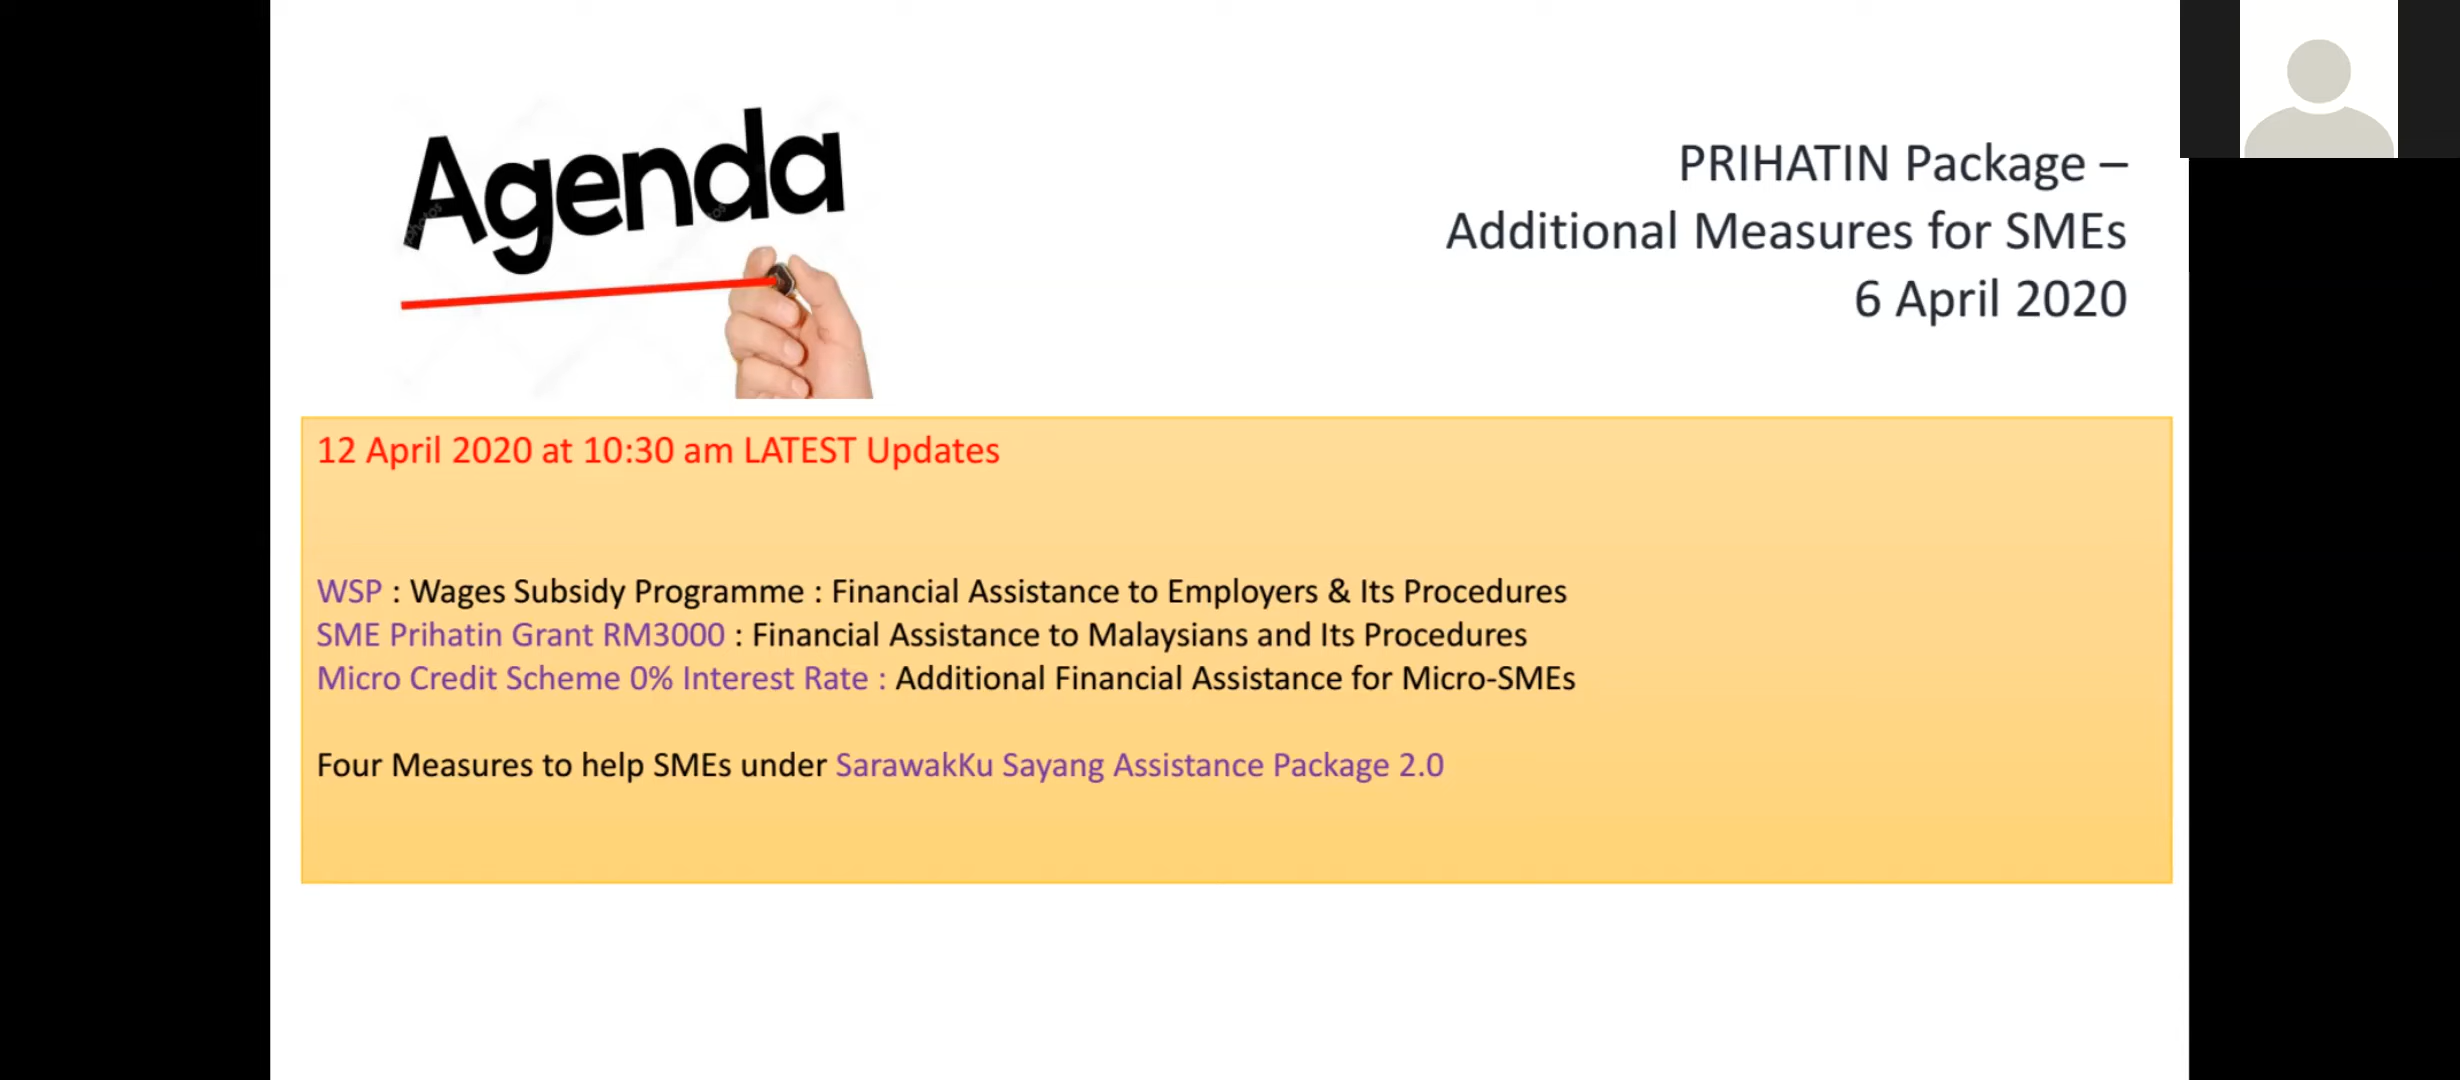 Agenda
PRIHATIN Package –
Additional Measures for SMEs
6 April 2020
12 April 2020 at 10:30 am LATEST Updates
WSP : Wages Subsidy Programme : Financial Assistance to Employers & Its Procedures
SME Prihatin Grant RM3000 : Financial Assistance to Malaysians and Its Procedures
Micro Credit Scheme 0% Interest Rate : Additional Financial Assistance for Micro-SMEs
Four Measures to help SMEs under SarawakKu Sayang Assistance Package 2.0